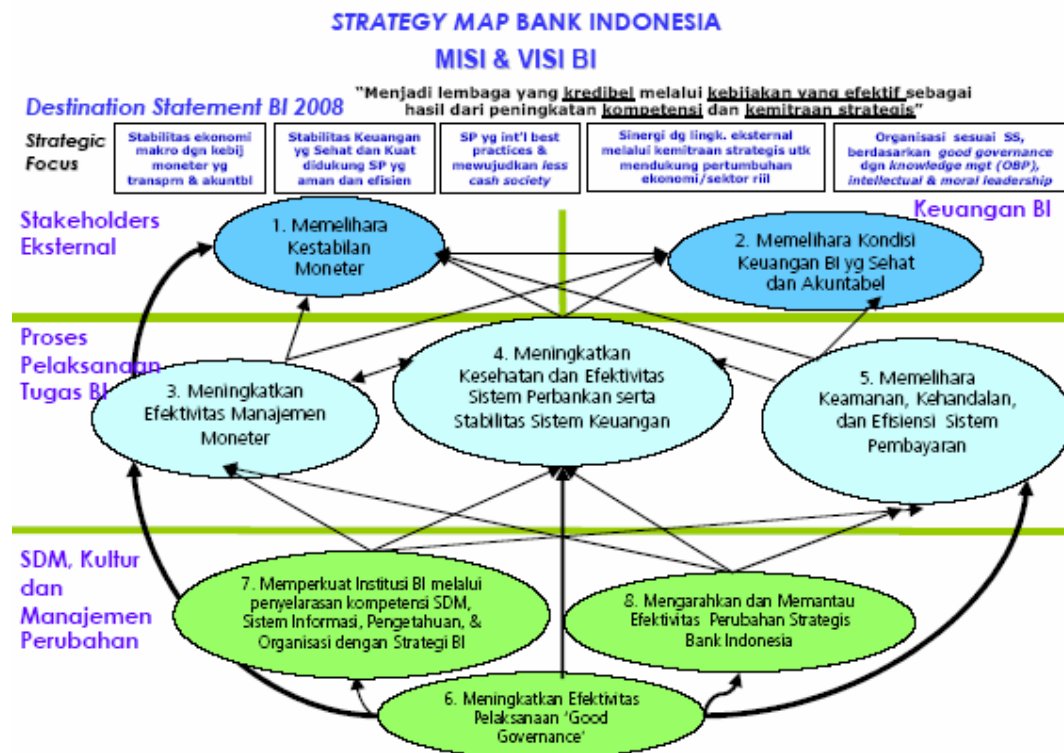 STRATEGY MAP BANK INDONESIA
MISI & VISI BI
Destination Statement BI 2008
"Menjadi lembaga yang kredibel melalui kebijakan yang efektif sebagai
hasil dari peningkatan kompetensi dan kemitraan strategis"
Strategic
Focus
Stabilitas ekonomi
makro dgn kebij
moneter yg
transprn & akuntbl
Stabilitas Keuangan
yg Sehat dan Kuat
didukung SP yg
aman dan efisien
SP yg int'l best
practices &
mewujudkan less
cash society
Sinergi dg lingk. eksternal
melalui kemitraan strategis utk
mendukung pertumbuhan
ekonomi/sektor riil
Organisasi sesuai SS,
berdasarkan good governance
dgn knowledge mgt (OBP),
intellectual & moral leadership
Stakeholders
Eksternal
Keuangan BI
1. Memelihara
Kestabilan
Moneter
2. Memelihara Kondisi
Keuangan BI yg Sehat
dan Akuntabel
Proses
Pelaksanaan
Tugas BI
3. Meningkatkan
Efektivitas Manajemen
Moneter
4. Meningkatkan
Kesehatan dan Efektivitas
Sistem Perbankan serta
Stabilitas Sistem Keuangan
5. Memelihara
Keamanan, Kehandalan,
dan Efisiensi Sistem
Pembayaran
SDM, Kultur
dan
Manajemen
Perubahan
7. Memperkuat Institusi BI melalui
penyelarasan kompetensi SDM,
Sistem Informasi, Pengetahuan, &
Organisasi dengan Strategi BI
8. Mengarahkan dan Memantau
Efektivitas Perubahan Strategis
Bank Indonesia
6. Meningkatkan Efektivitas
Pelaksanaan 'Good
Governance'